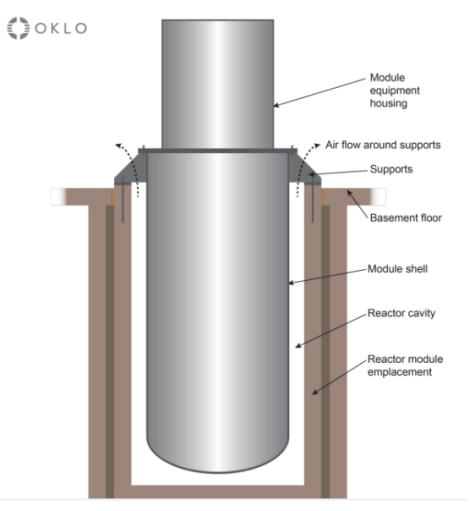 OKLO
Module
equipment
housing
Air flow around supports
Supports
Basement floor
Module shell
Reactor cavity
Reactor module
emplacement